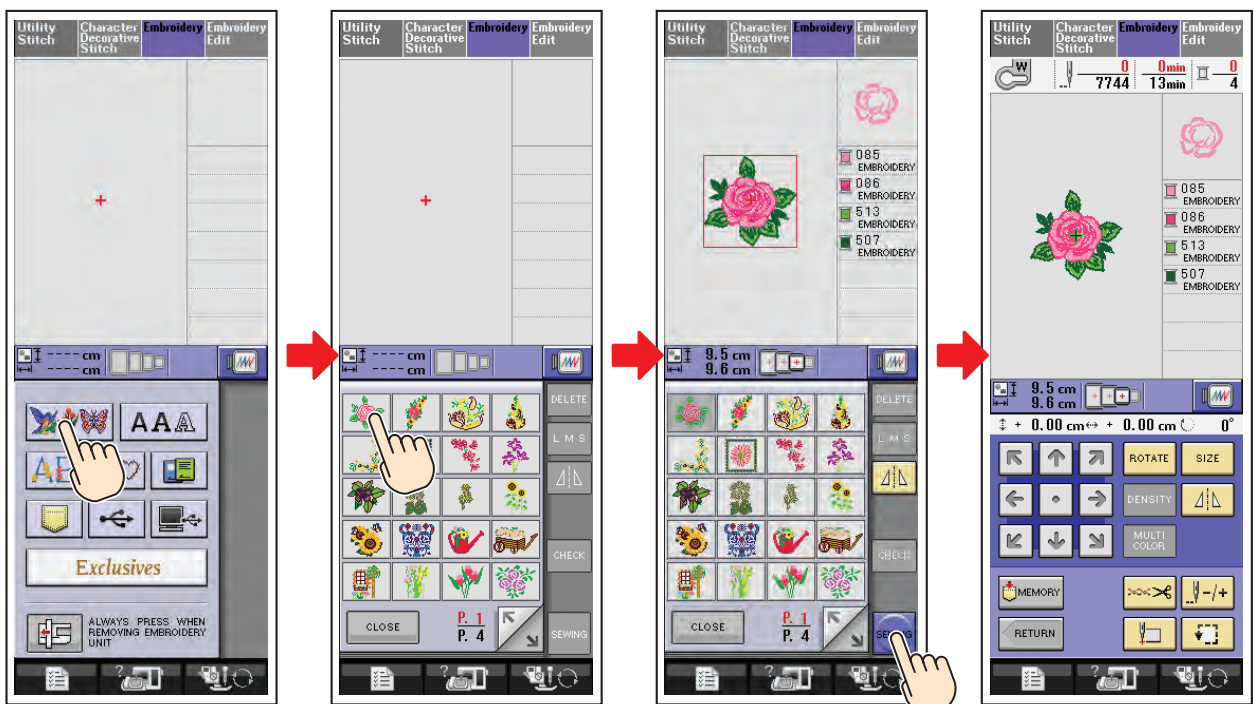 Utility Stitch
Character Decorative Stitch
Embroidery
Embroidery Edit
---- cm
---- cm
A A A
Exclusives
ALWAYS PRESS WHEN
REMOVING EMBROIDERY
UNIT
Utility Stitch
Character Decorative Stitch
Embroidery
Embroidery Edit
---- cm
---- cm
DELETE
L M S
CHECK
CLOSE
P. 1
P. 4
SEWING
Utility Stitch
Character Decorative Stitch
Embroidery
Embroidery Edit
085
EMBROIDERY
086
EMBROIDERY
513
EMBROIDERY
507
EMBROIDERY
9.5 cm
9.6 cm
DELETE
L M S
CHECK
CLOSE
P. 1
P. 4
Utility Stitch
Character Decorative Stitch
Embroidery
Embroidery Edit
W
0
7744
0min
13min
0
4
085
EMBROIDERY
086
EMBROIDERY
513
EMBROIDERY
507
EMBROIDERY
9.5 cm
9.6 cm
+ 0.00 cm + 0.00 cm 0°
ROTATE
SIZE
DENSITY
MULTI
COLOR
MEMORY
-/+
RETURN